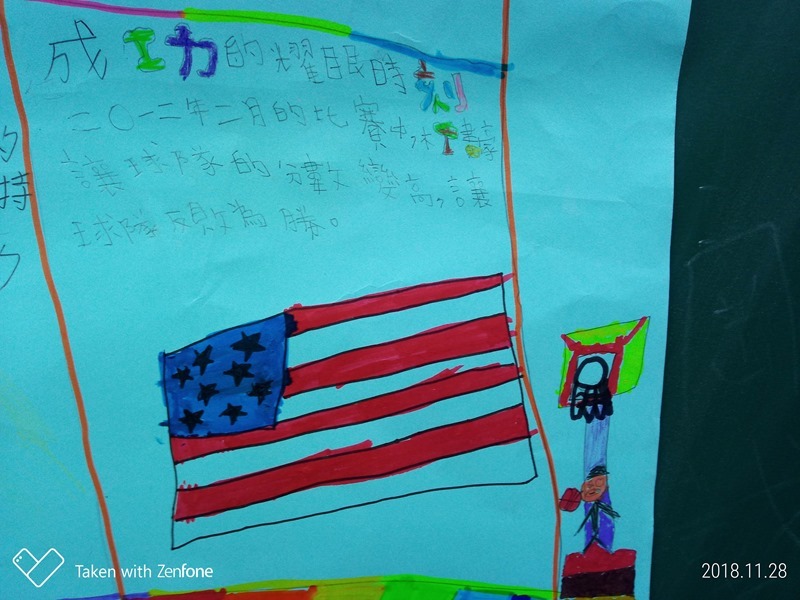 成功的耀眼時刻
二〇一二年二月的比賽中林書豪
讓球隊的分數變高,讓
球隊反敗為勝。
持
Taken with Zenfone
2018.11.28